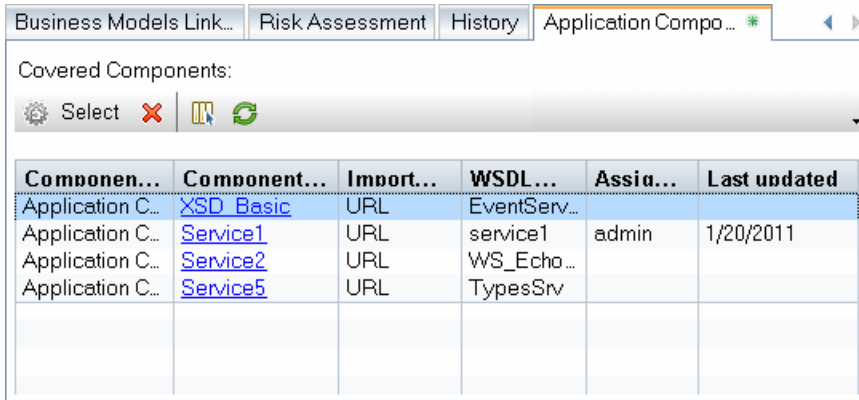 Business Models Link... Risk Assessment History Application Compo... *
Covered Components:
Select
Componen... Component... Import... WSDL... Assig... Last updated
Application C... XSD_Basic URL EventServ...
Application C... Service1 URL service1 admin 1/20/2011
Application C... Service2 URL WS_Echo...
Application C... Service5 URL TypesSrv